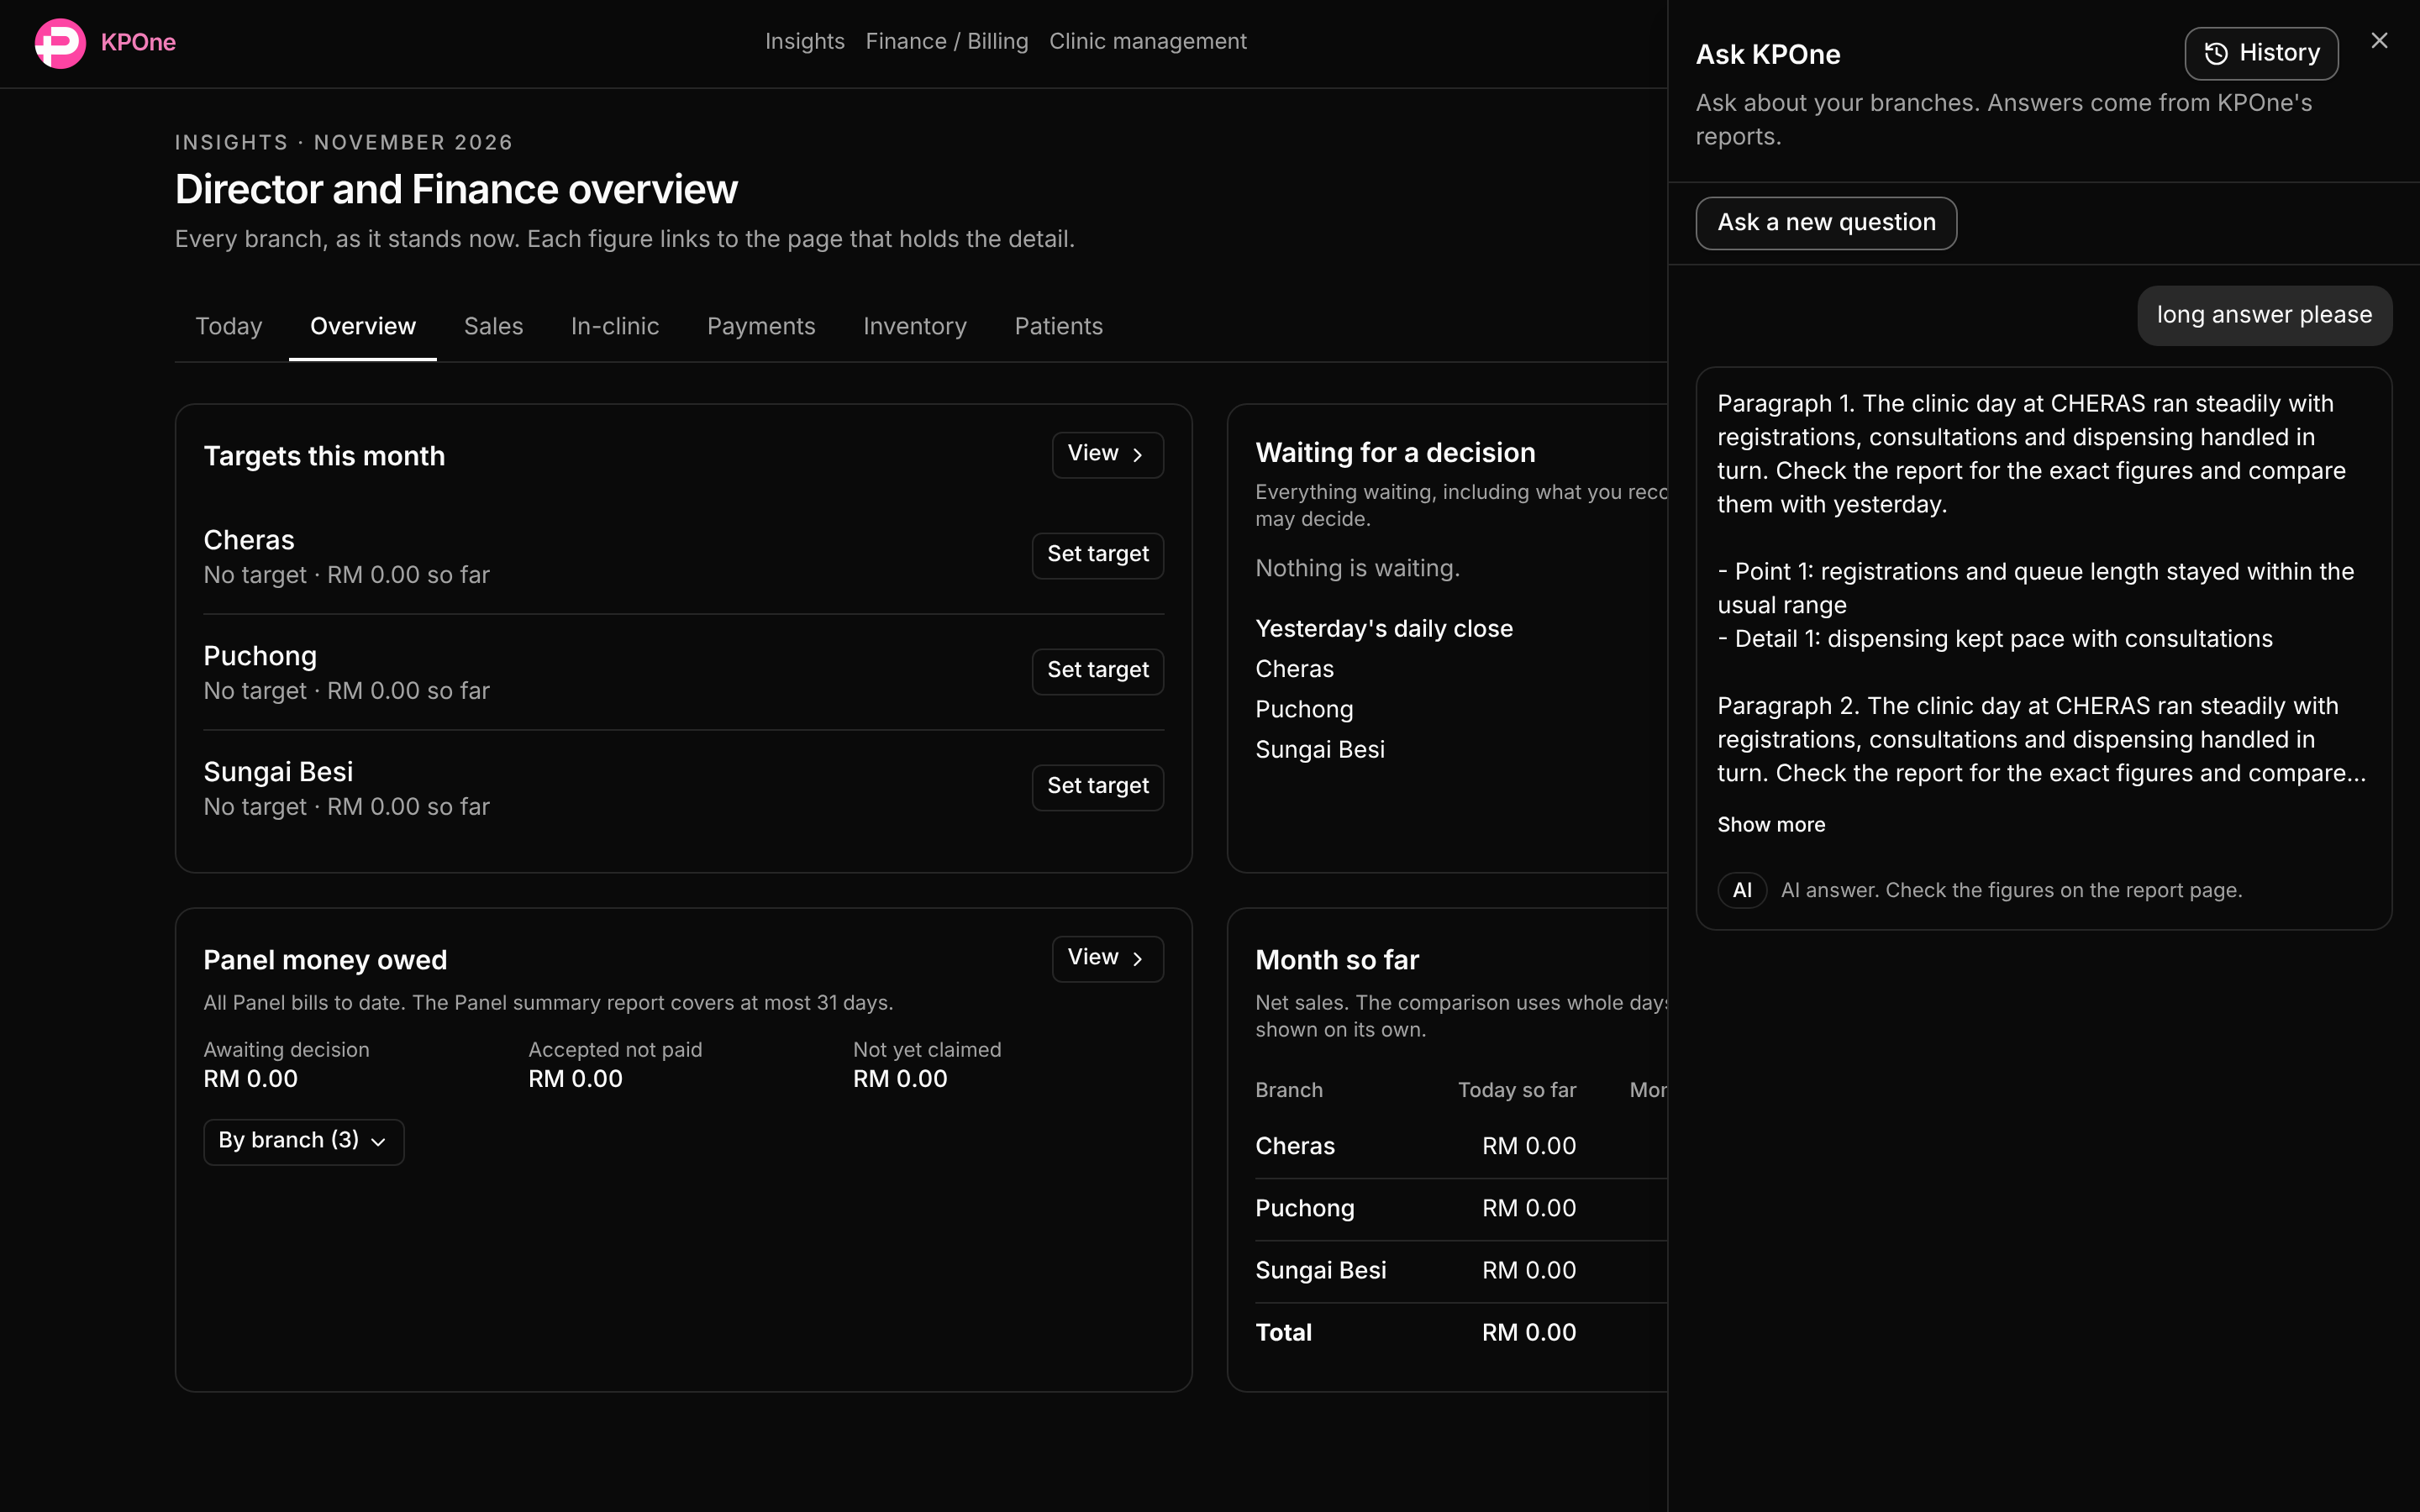 KPOne
Insights
Finance / Billing
Clinic management
INSIGHTS · NOVEMBER 2026
Director and Finance overview
Every branch, as it stands now. Each figure links to the page that holds the detail.
Today
Overview
Sales
In-clinic
Payments
Inventory
Patients
Targets this month
View
Cheras
No target · RM 0.00 so far
Set target
Puchong
No target · RM 0.00 so far
Set target
Sungai Besi
No target · RM 0.00 so far
Set target
Waiting for a decision
Everything waiting, including what you
may decide.
Nothing is waiting.
Yesterday's daily close
Cheras
Puchong
Sungai Besi
Panel money owed
View
All Panel bills to date. The Panel summary report covers at most 31 days.
Awaiting decision
RM 0.00
Accepted not paid
RM 0.00
Not yet claimed
RM 0.00
By branch (3)
Month so far
Net sales. The comparison uses whole days
shown on its own.
Branch
Today so far
Cheras
RM 0.00
Puchong
RM 0.00
Sungai Besi
RM 0.00
Total
RM 0.00
Ask KPOne
History
Ask about your branches. Answers come from KPOne's
reports.
Ask a new question
long answer please
Paragraph 1. The clinic day at CHERAS ran steadily with
registrations, consultations and dispensing handled in
turn. Check the report for the exact figures and compare
them with yesterday.
- Point 1: registrations and queue length stayed within the
usual range
- Detail 1: dispensing kept pace with consultations
Paragraph 2. The clinic day at CHERAS ran steadily with
registrations, consultations and dispensing handled in
turn. Check the report for the exact figures and compare...
Show more
AI
AI answer. Check the figures on the report page.